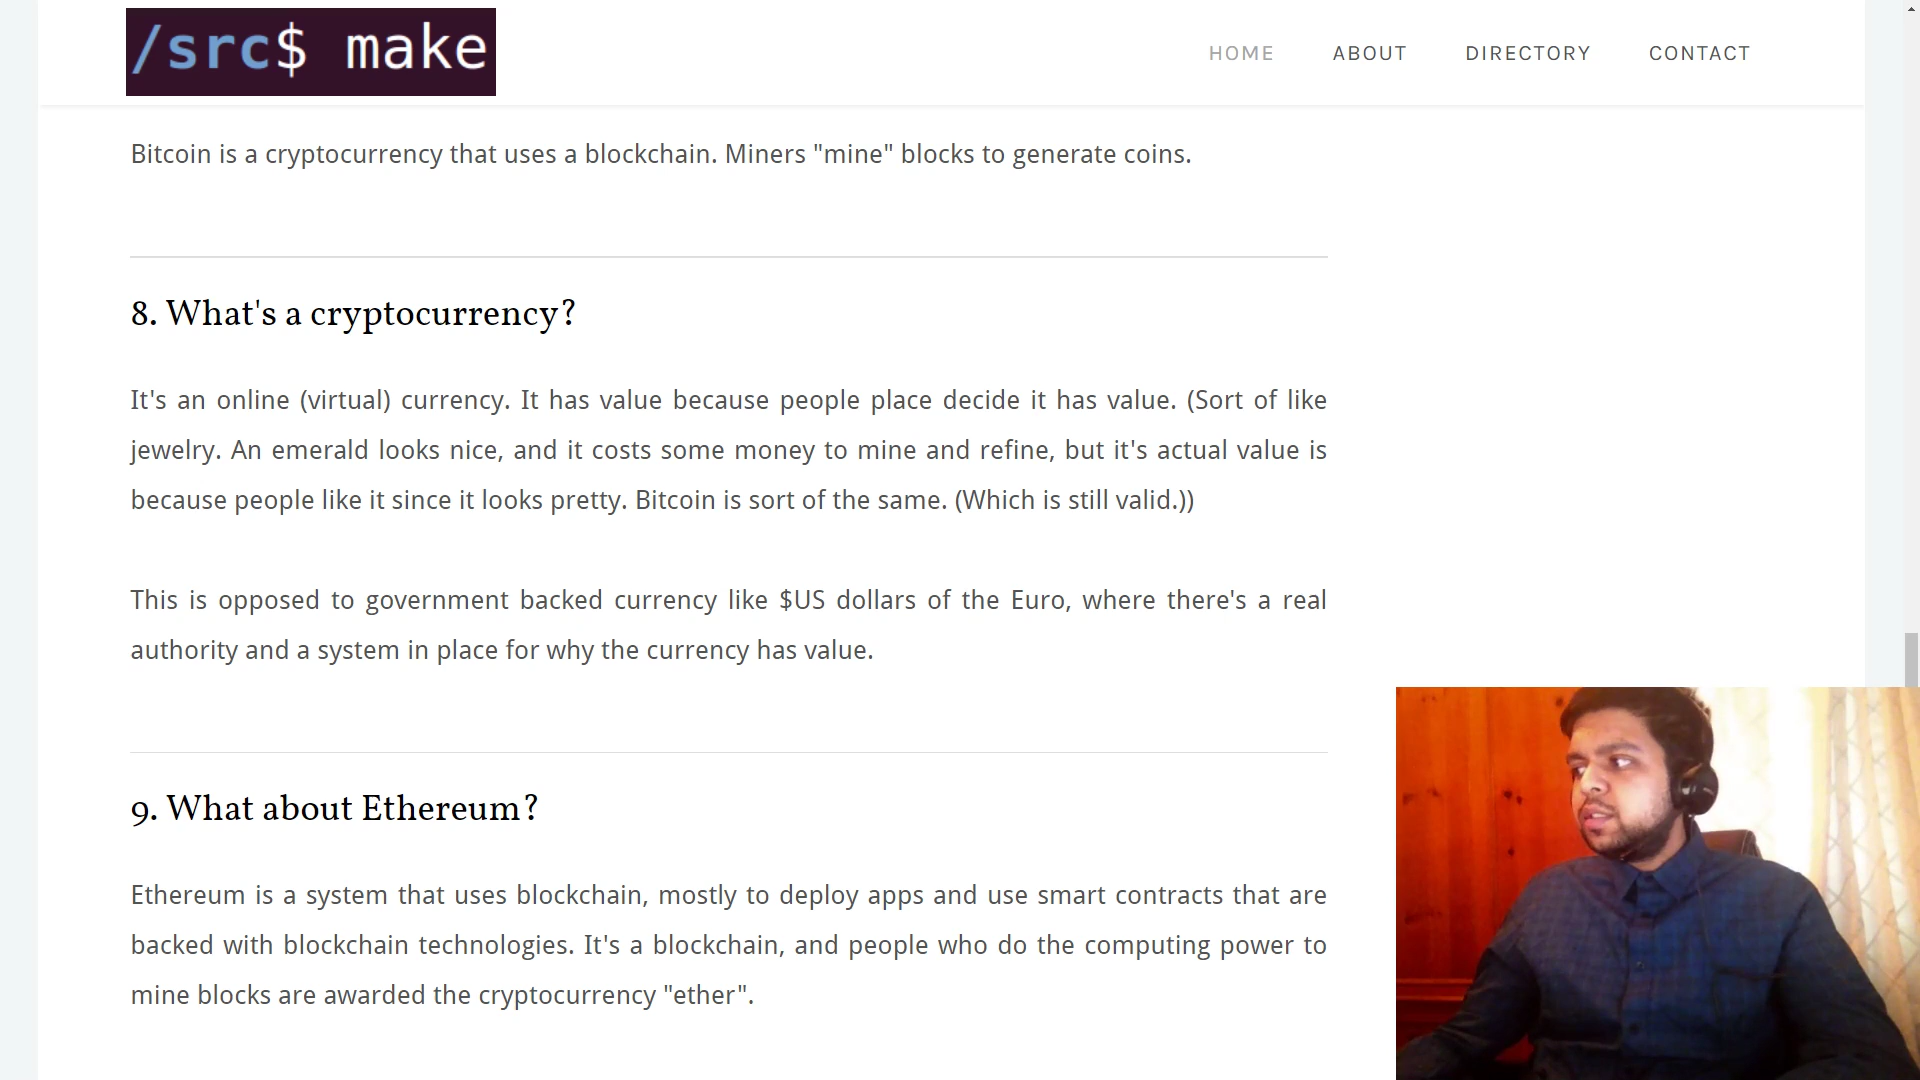 /src$ make
HOME ABOUT DIRECTORY CONTACT
Bitcoin is a cryptocurrency that uses a blockchain. Miners "mine" blocks to generate coins.
8. What's a cryptocurrency?
It's an online (virtual) currency. It has value because people place decide it has value. (Sort of like
jewelry. An emerald looks nice, and it costs some money to mine and refine, but it's actual value is
because people like it since it looks pretty. Bitcoin is sort of the same. (Which is still valid.))
This is opposed to government backed currency like $US dollars of the Euro, where there's a real
authority and a system in place for why the currency has value.
9. What about Ethereum?
Ethereum is a system that uses blockchain, mostly to deploy apps and use smart contracts that are
backed with blockchain technologies. It's a blockchain, and people who do the computing power to
mine blocks are awarded the cryptocurrency "ether".